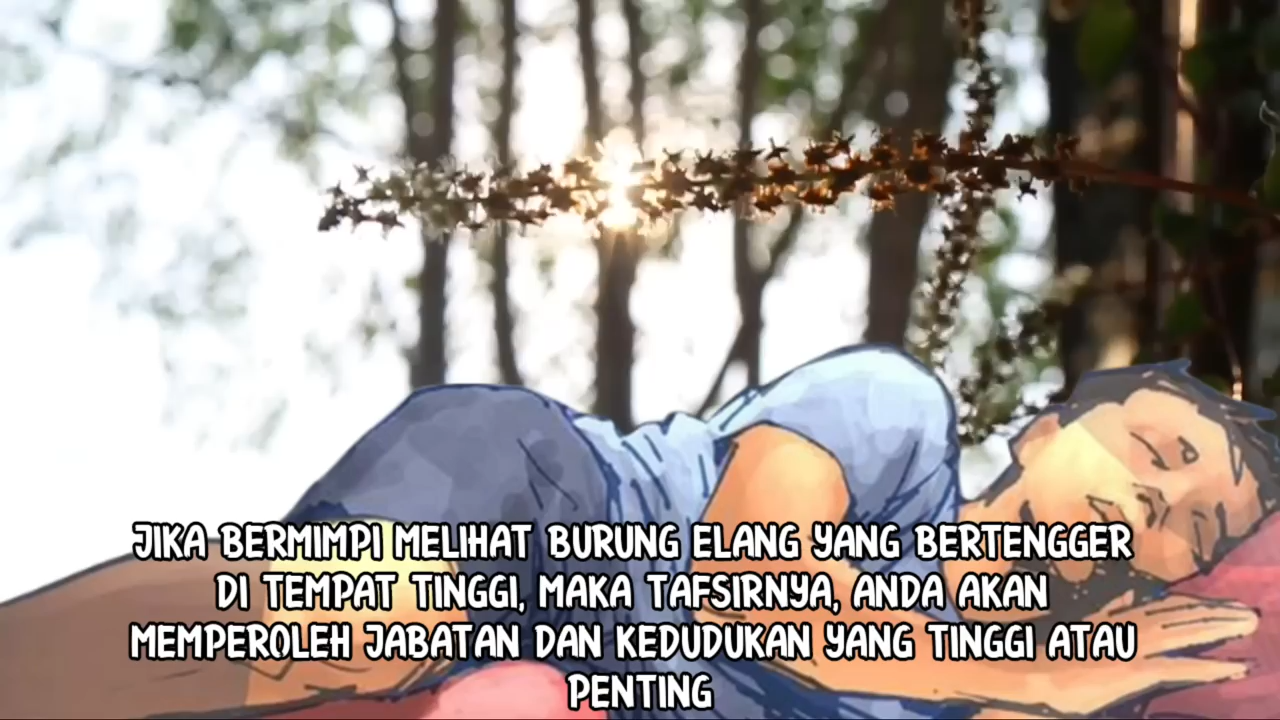 JIKA BERMIMPI MELIHAT BURUNG ELANG YANG BERTENGGER
DI TEMPAT TINGGI, MAKA TAFSIRNYA, ANDA AKAN
MEMPEROLEH JABATAN DAN KEDUDUKAN YANG TINGGI ATAU
PENTING